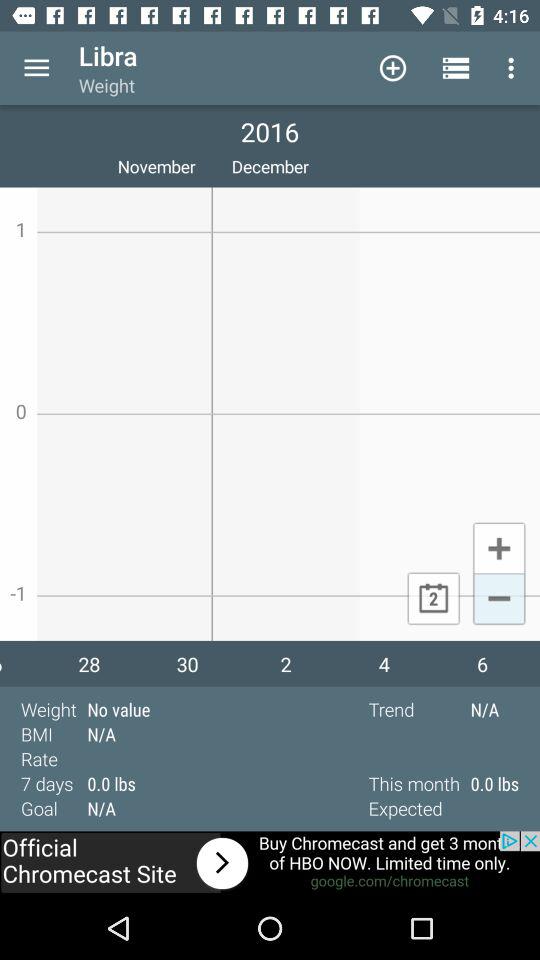 4:16
Libra
Weight
2016
November December
1
0
-1
2
28 30 2 4 6
Weight No value Trend N/A
BMI N/A
Rate
7 days 0.0 lbs This month 0.0 lbs
Goal N/A Expected
Official
Chromecast Site
Buy Chromecast and get 3
of HBO NOW. Limited time only.
google.com/chromecast